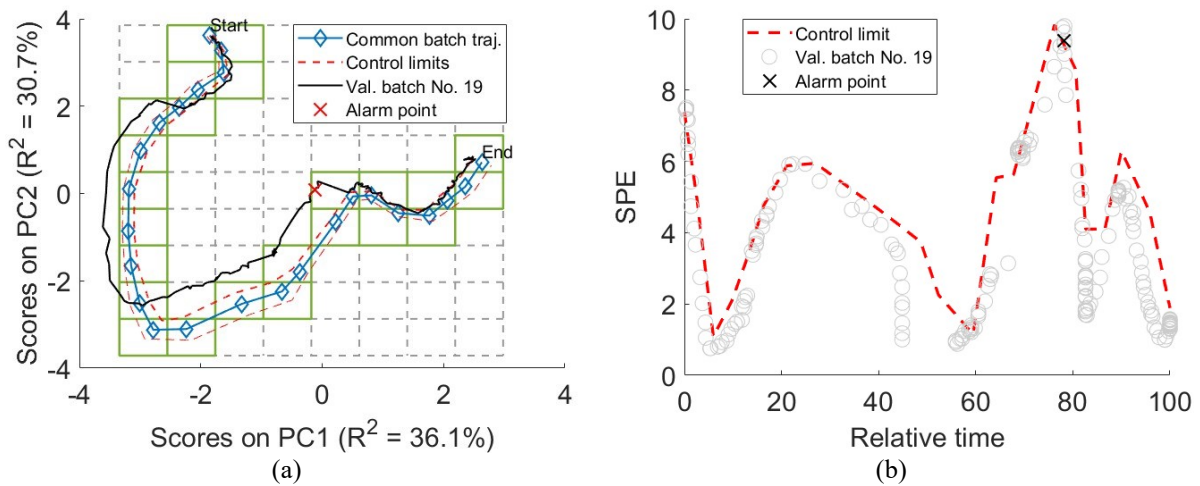 Start
Common batch traj.
Control limits
Val. batch No. 19
Alarm point
End
4
2
0
-2
-4
-4
-2
0
2
4
Scores on PC2 (R² = 30.7%)
Scores on PC1 (R² = 36.1%)
(a)
Control limit
Val. batch No. 19
Alarm point
10
8
6
4
2
0
0
20
40
60
80
100
SPE
Relative time
(b)